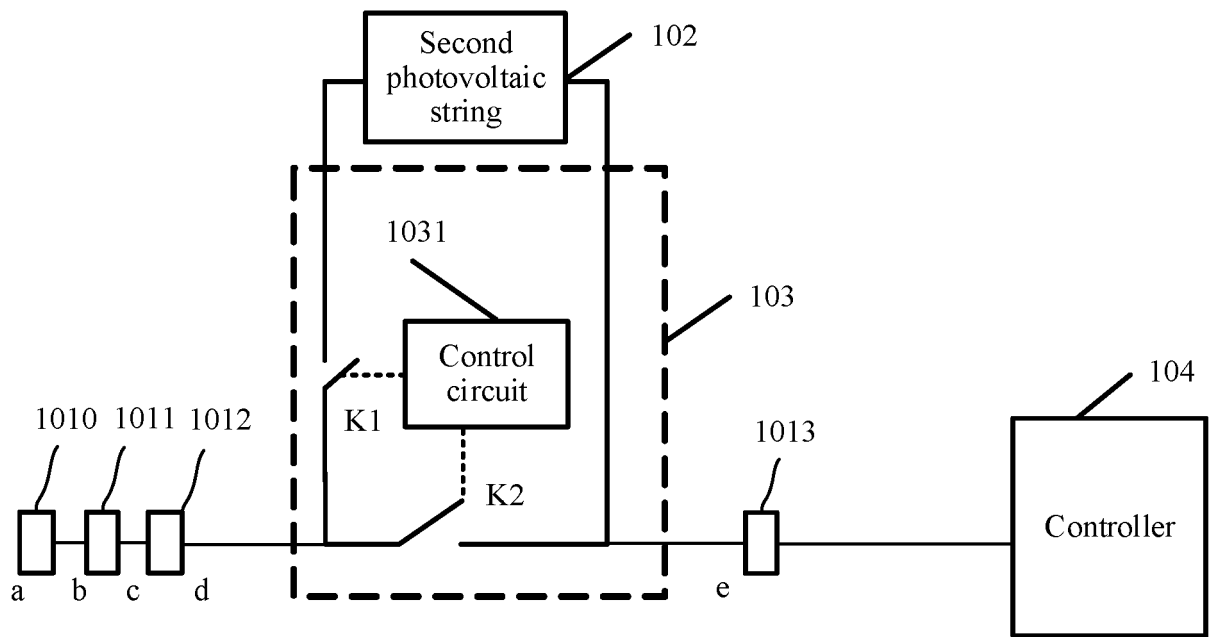 Second
photovoltaic
string
102
1031
Control
circuit
103
K1
K2
104
1010
1011
1012
1013
Controller
a
b
c
d
e